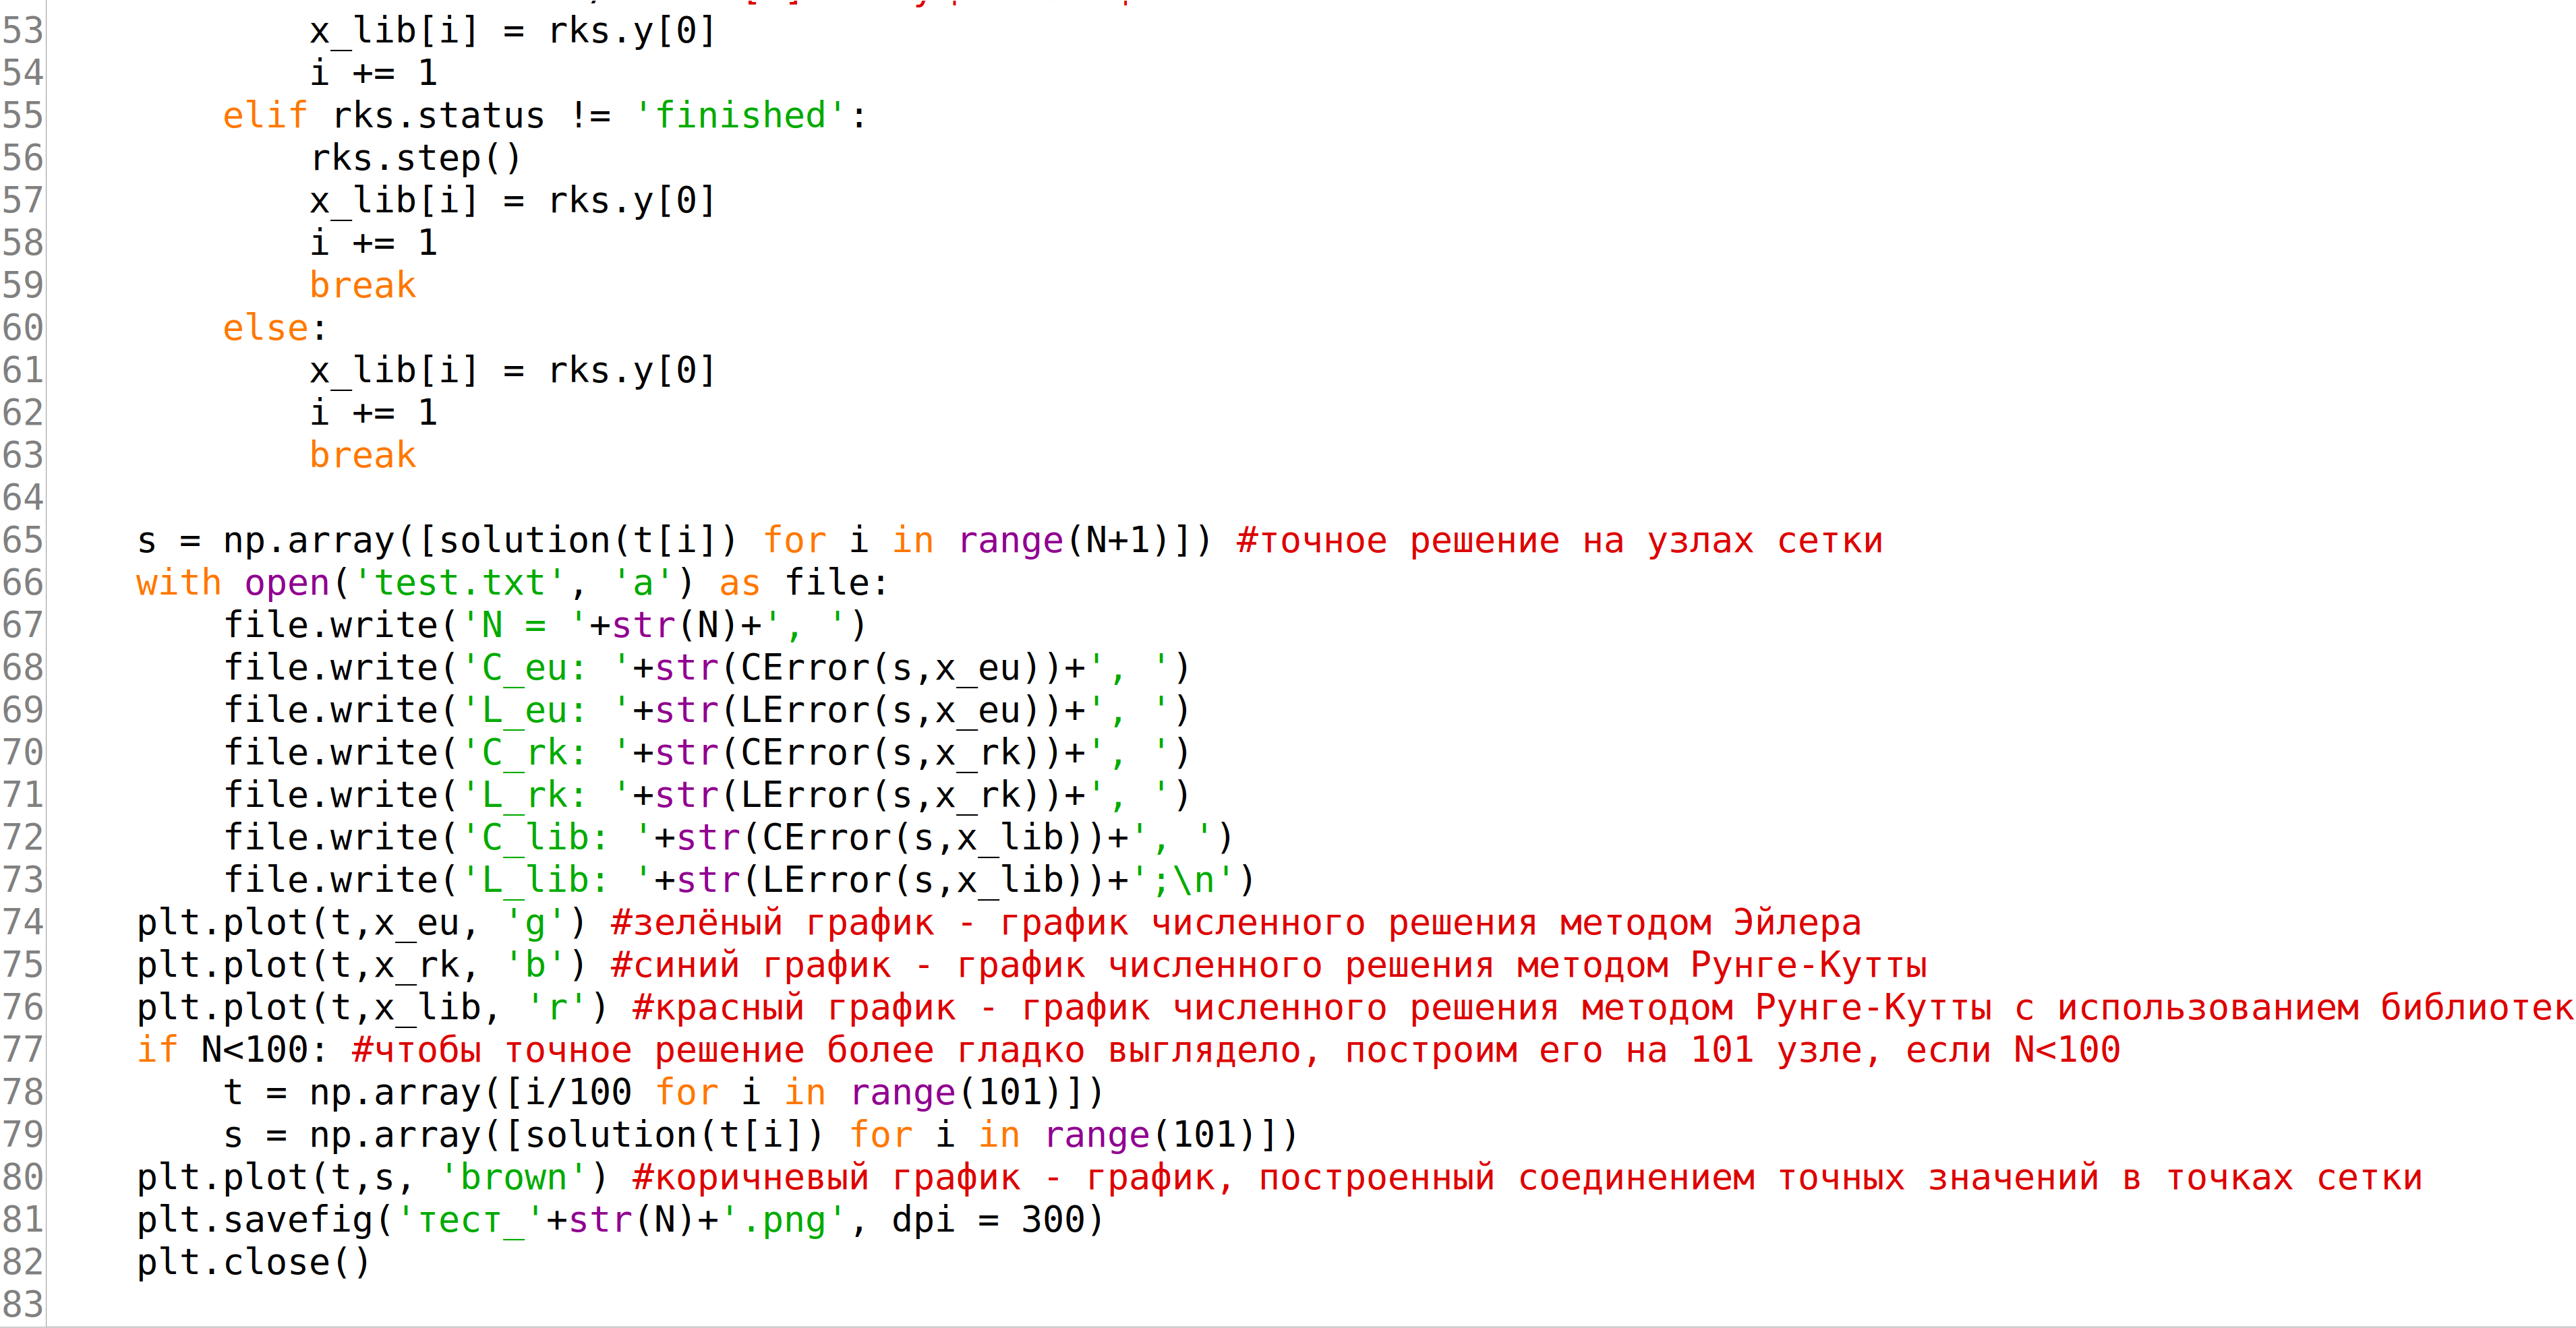 53 x_lib[i] = rks.y[0]
54 i += 1
55 elif rks.status != 'finished':
56 rks.step()
57 x_lib[i] = rks.y[0]
58 i += 1
59 break
60 else:
61 x_lib[i] = rks.y[0]
62 i += 1
63 break
64
65 s = np.array([solution(t[i]) for i in range(N+1)]) #точное решение на узлах сетки
66 with open('test.txt', 'a') as file:
67 file.write('N = '+str(N)+', ')
68 file.write('C_eu: '+str(CError(s,x_eu))+', ')
69 file.write('L_eu: '+str(LError(s,x_eu))+', ')
70 file.write('C_rk: '+str(CError(s,x_rk))+', ')
71 file.write('L_rk: '+str(LError(s,x_rk))+', ')
72 file.write('C_lib: '+str(CError(s,x_lib))+', ')
73 file.write('L_lib: '+str(LError(s,x_lib))+';\n')
74 plt.plot(t,x_eu, 'g') #зелёный график - график численного решения методом Эйлера
75 plt.plot(t,x_rk, 'b') #синий график - график численного решения методом Рунге-Кутты
76 plt.plot(t,x_lib, 'r') #красный график - график численного решения методом Рунге-Кутты с использованием библиотек
77 if N<100: #чтобы точное решение более гладко выглядело, построим его на 101 узле, если N<100
78 t = np.array([i/100 for i in range(101)])
79 s = np.array([solution(t[i]) for i in range(101)])
80 plt.plot(t,s, 'brown') #коричневый график - график, построенный соединением точных значений в точках сетки
81 plt.savefig('тест_'+str(N)+'.png', dpi = 300)
82 plt.close()
83